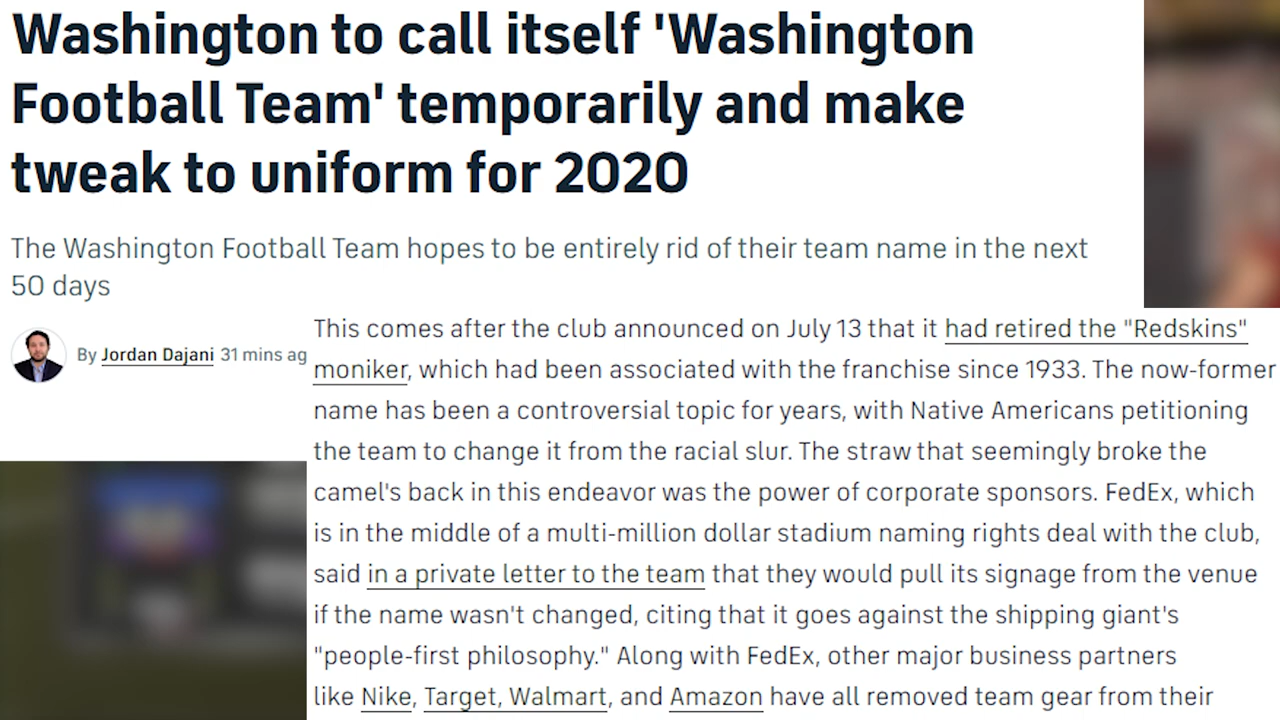 Washington to call itself 'Washington
Football Team' temporarily and make
tweak to uniform for 2020
The Washington Football Team hopes to be entirely rid of their team name in the next
50 days
By Jordan Dajani 31 mins ag
This comes after the club announced on July 13 that it had retired the "Redskins"
moniker, which had been associated with the franchise since 1933. The now-former
name has been a controversial topic for years, with Native Americans petitioning
the team to change it from the racial slur. The straw that seemingly broke the
camel's back in this endeavor was the power of corporate sponsors. FedEx, which
is in the middle of a multi-million dollar stadium naming rights deal with the club,
said in a private letter to the team that they would pull its signage from the venue
if the name wasn't changed, citing that it goes against the shipping giant's
"people-first philosophy." Along with FedEx, other major business partners
like Nike, Target, Walmart, and Amazon have all removed team gear from their